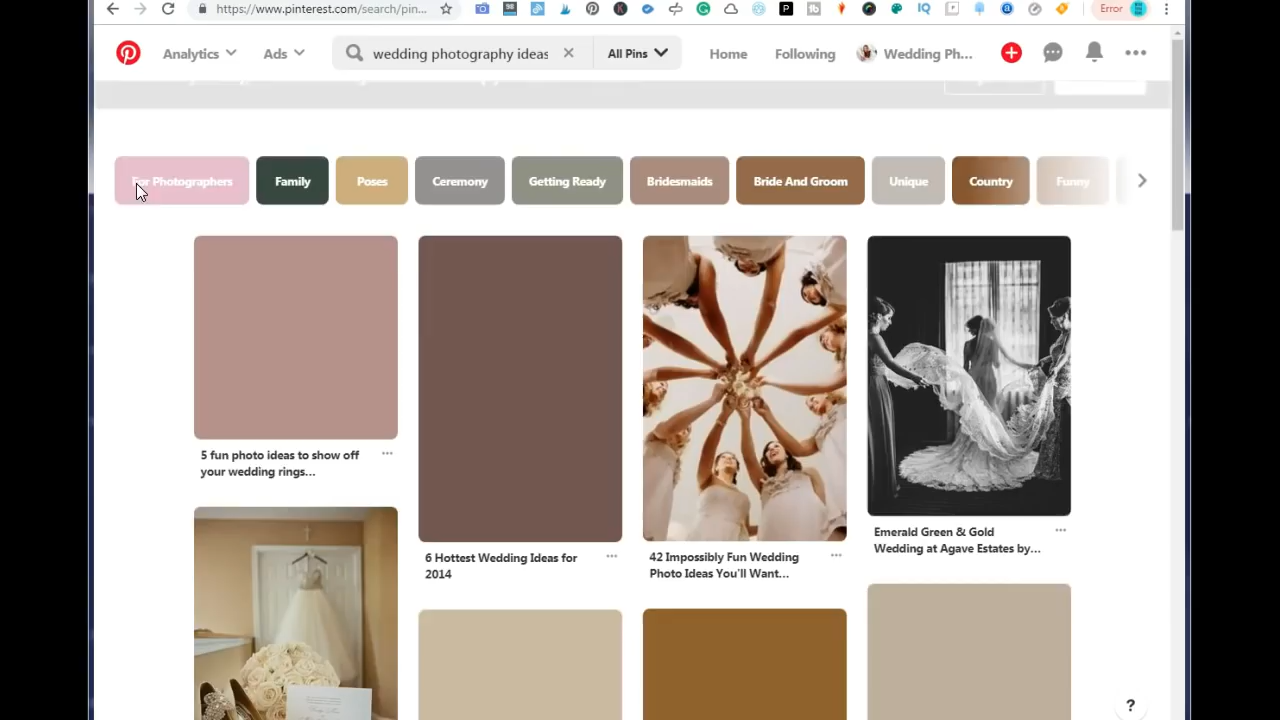 https://www.pinterest.com/search/pin...
Error
Analytics
Ads
wedding photography ideas
All Pins
Home
Following
Wedding Ph...
For Photographers
Family
Poses
Ceremony
Getting Ready
Bridesmaids
Bride And Groom
Unique
Country
Funny
5 fun photo ideas to show off
your wedding rings...
6 Hottest Wedding Ideas for
2014
42 Impossibly Fun Wedding
Photo Ideas You'll Want...
Emerald Green & Gold
Wedding at Agave Estates by...
?